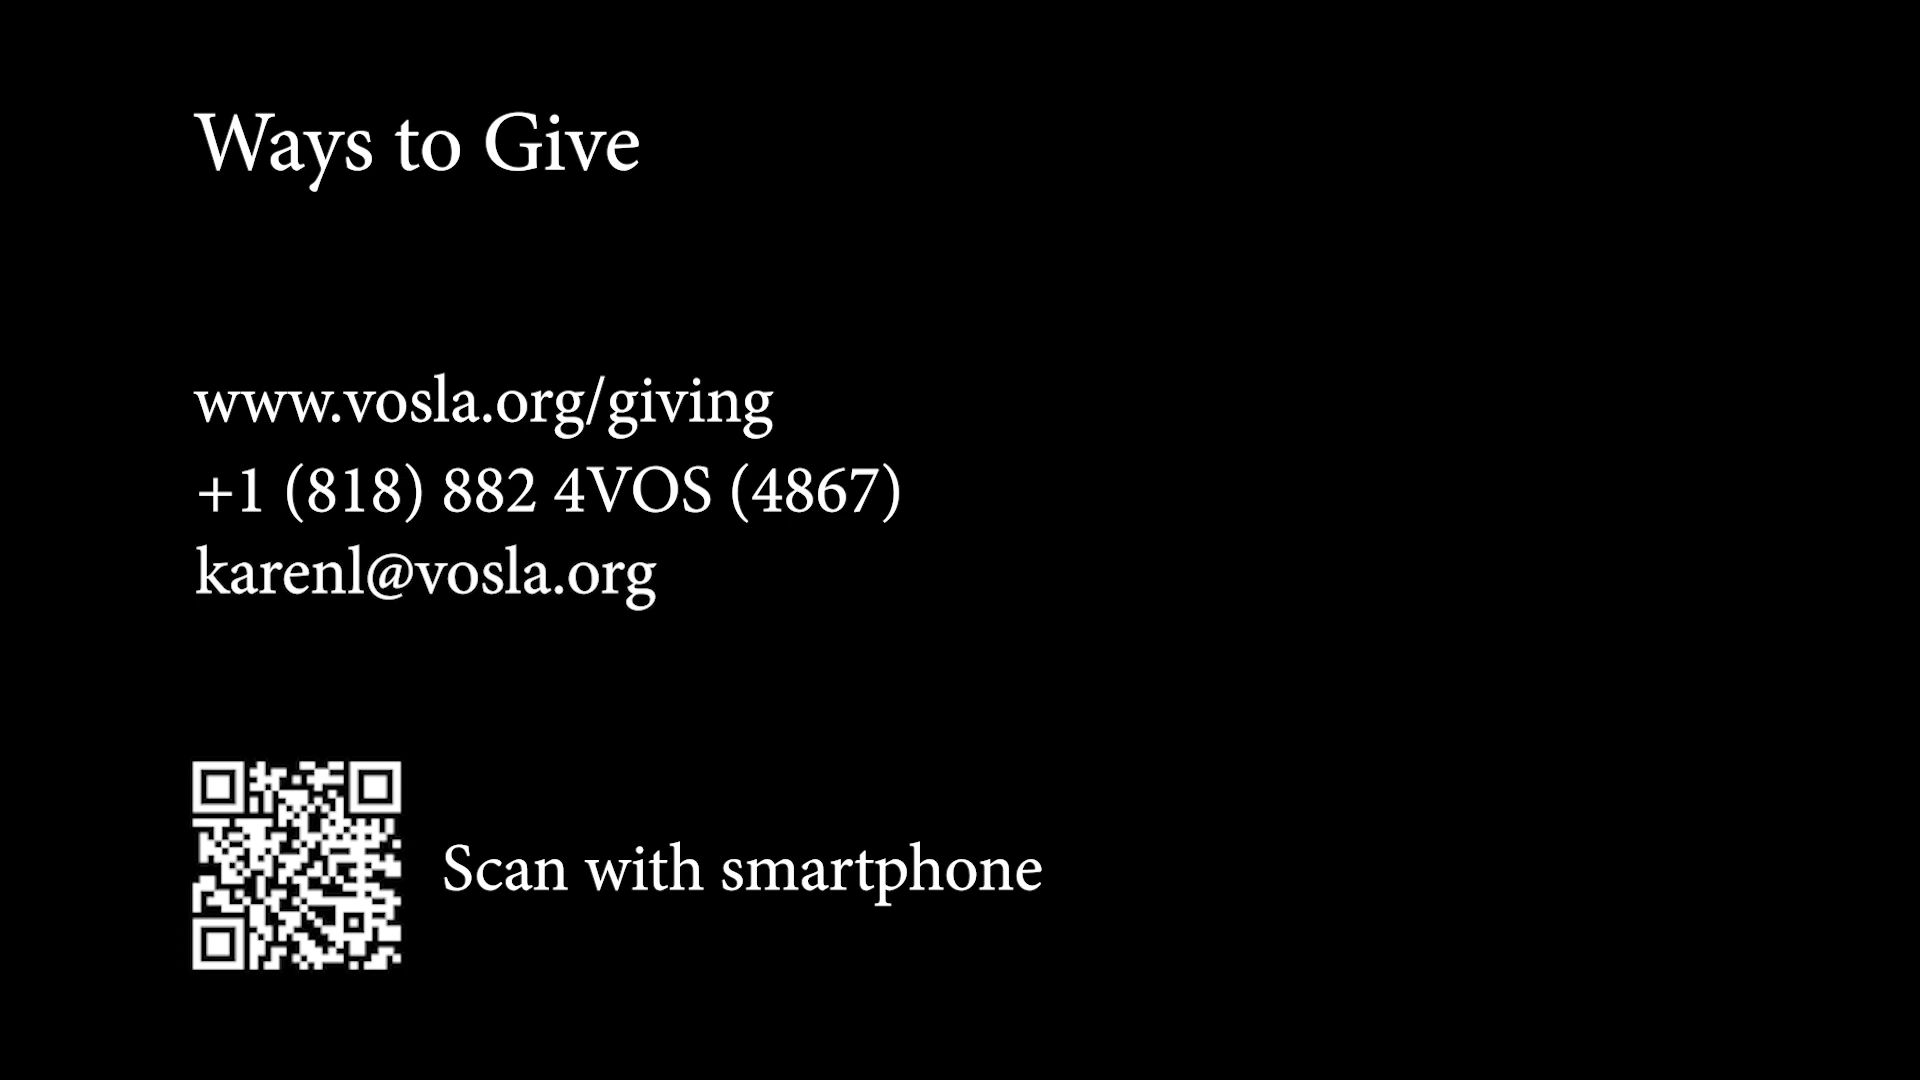 Ways to Give
www.vosla.org/giving
+1 (818) 882 4VOS (4867)
karenl@vosla.org
Scan with smartphone